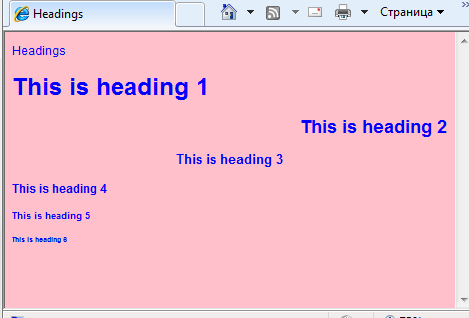 Headings
Страница
Headings
This is heading 1
This is heading 2
This is heading 3
This is heading 4
This is heading 5
This is heading 6